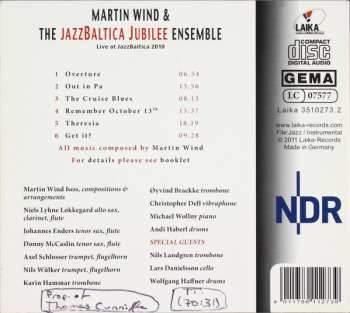 MARTIN WIND &
THE JAZZBALTICA JUBILEE ENSEMBLE
Live at JazzBaltica 2010
1 Overture 06.54
2 Out in Pa 13.36
3 The Cruise Blues 08.13
4 Remember October 13th 13.37
5 Theresia 18.19
6 Get it? 09.28
All music composed by Martin Wind
For details please see booklet
Martin Wind bass, compositions &
arrangements
Niels Lyhne Løkkegard alto sax,
clarinet, flute
Johannes Enders tenor sax, flute
Donny McCaslin tenor sax, flute
Axel Schlosser trumpet, flugelhorn
Nils Wülker trumpet, flugelhorn
Karin Hammar trombone
Øyvind Braekke trombone
Christopher Dell vibraphone
Michael Wollny piano
Andi Haberl drums
SPECIAL GUESTS
Nils Landgren trombone
Lars Danielsson cello
Wolfgang Haffner drums
LAIKA
COMPACT
disc
DIGITAL AUDIO
GEMA
LC 07577
Laika 3510273.2
www.laika-records.com
File:Jazz / Instrumental
© 2011 Laika-Records
Made in Germany
NDR
Prop. of
Thomas Cunniffe
(70:31)
4 011786 112739